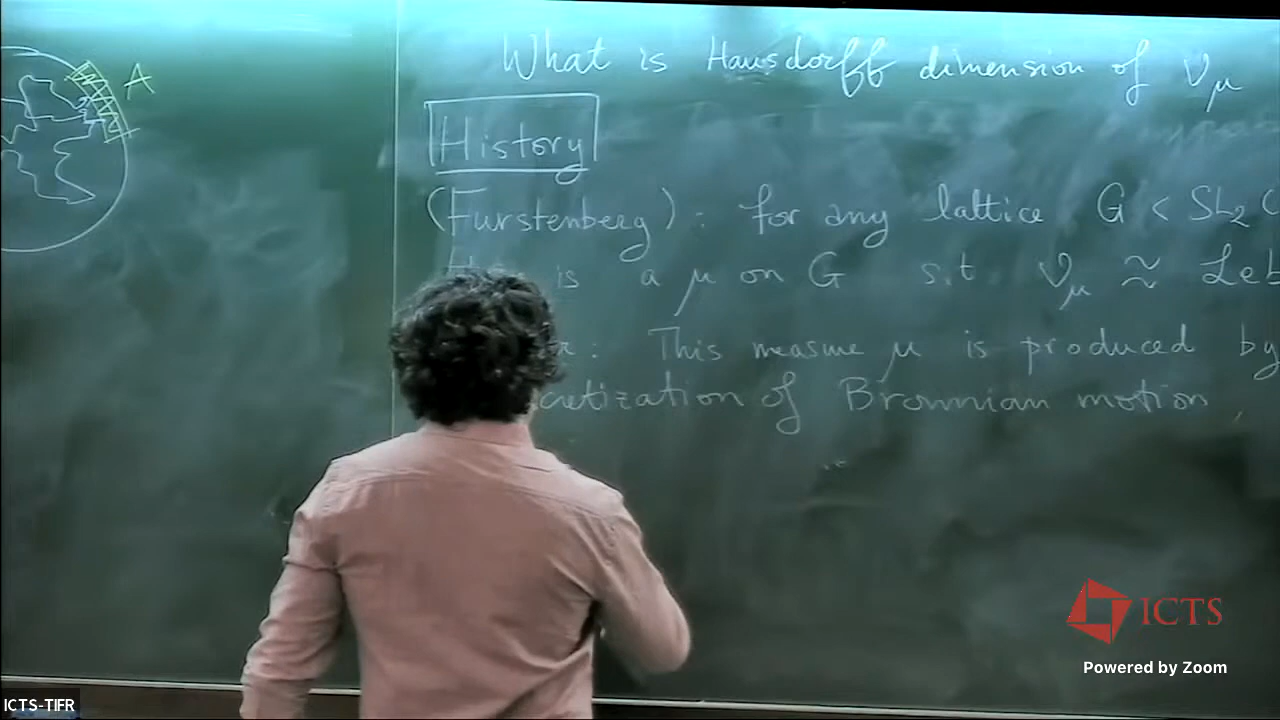 A
What is Hausdorff dimension of ν_μ
History
(Furstenberg): for any lattice G < SL₂(
is a μ on G s.t. ν_μ ≈ Leb
: This measure μ is produced by
cretization of Brownian motion
ICTS
Powered by Zoom
ICTS-TIFR